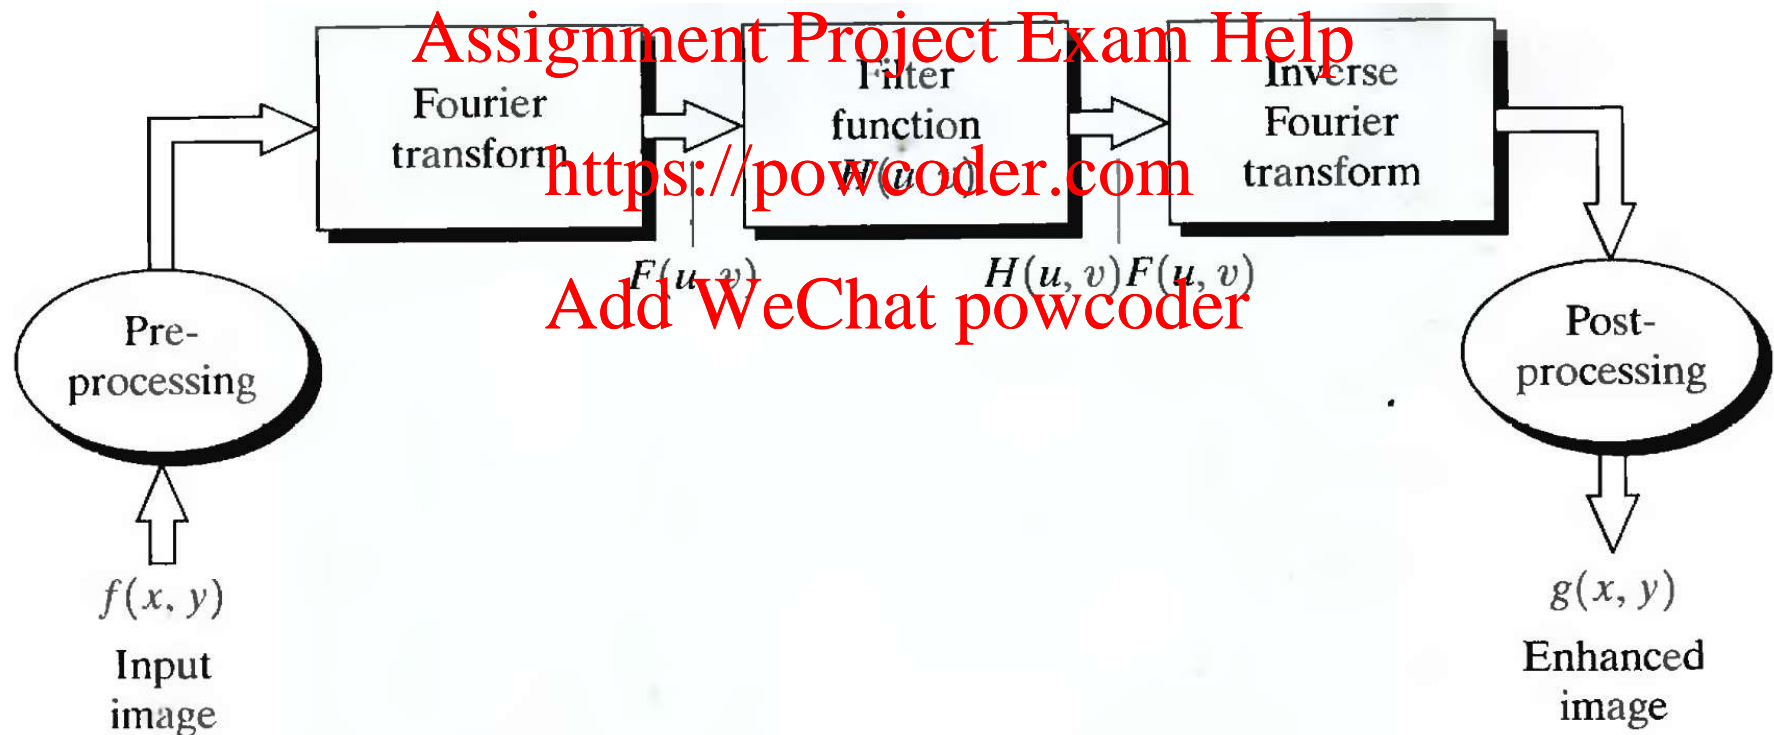 Assignment Project Exam Help
https://powcoder.com
Add WeChat powcoder
Fourier
transform
Filter
function
H(u, v)
Inverse
Fourier
transform
F(u, v)
H(u, v)F(u, v)
Pre-
processing
Post-
processing
f(x, y)
Input
image
g(x, y)
Enhanced
image